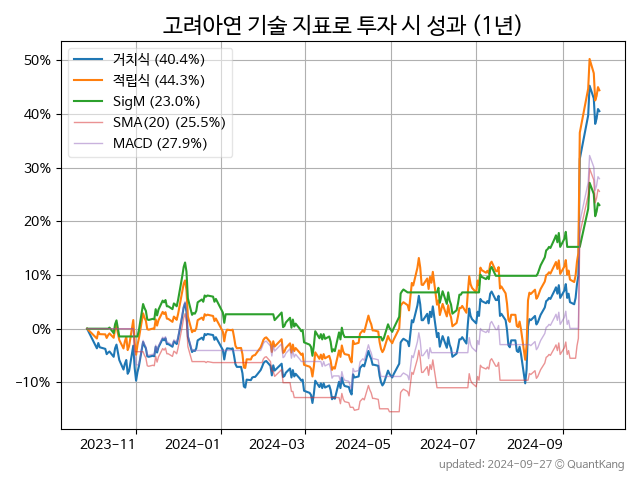 고려아연 기술 지표로 투자 시 성과 (1년)
거치식 (40.4%)
적립식 (44.3%)
SigM (23.0%)
SMA(20) (25.5%)
MACD (27.9%)
50%
40%
30%
20%
10%
0%
−10%
2023-11
2024-01
2024-03
2024-05
2024-07
2024-09
updated: 2024-09-27 © QuantKang